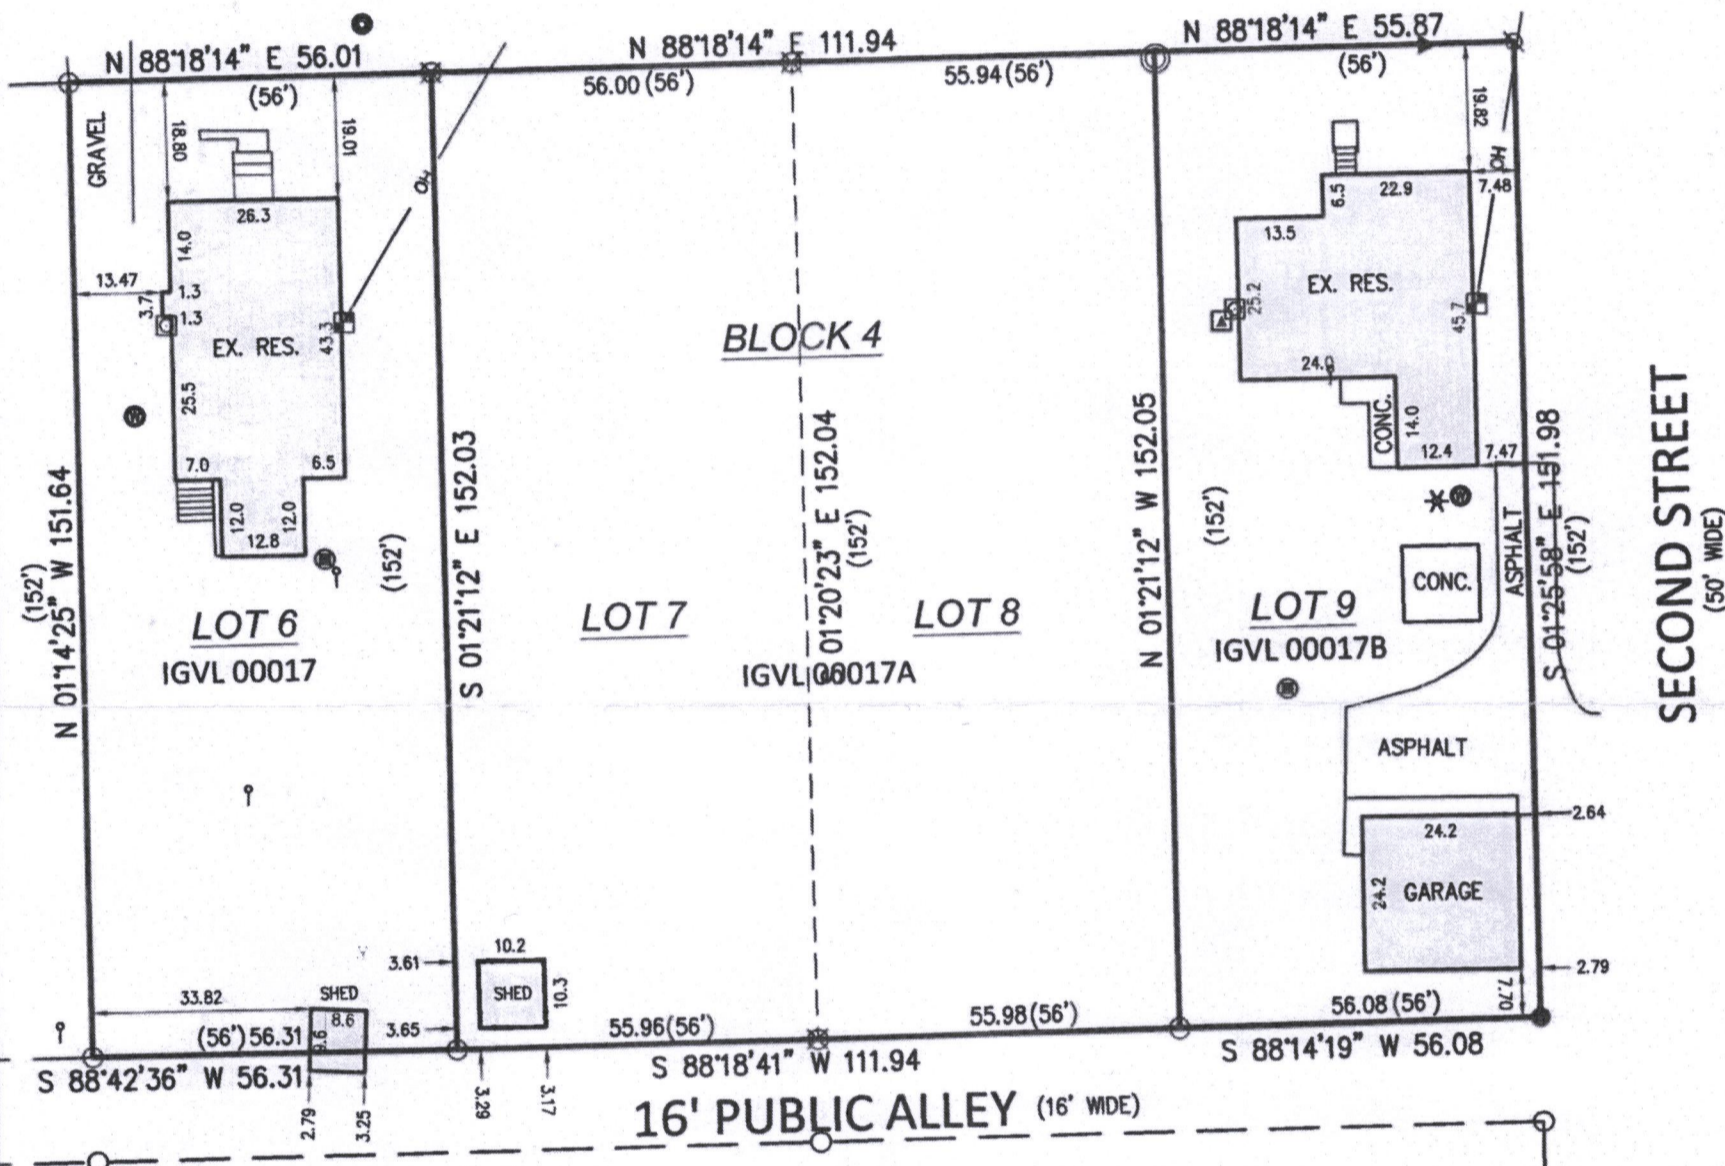 N 88°18'14" E 56.01
(56')
N 88°18'14" E 111.94
56.00 (56')
55.94 (56')
N 88°18'14" E 55.87
(56')
GRAVEL
18.80
19.01
26.3
14.0
13.47
1.3
3.7
1.3
43.3
EX. RES.
25.5
7.0
6.5
12.0
12.0
12.8
N 01°14'25" W 151.64
(152')
LOT 6
IGVL 00017
(152')
S 01°21'12" E 152.03
BLOCK 4
LOT 7
01°20'23" E 152.04
(152')
IGVL 00017A
LOT 8
N 01°21'12" W 152.05
(152')
19.82
HO
6.5
22.9
7.48
13.5
EX. RES.
25.2
45.7
24.0
CONC.
14.0
12.4
7.47
ASPHALT
CONC.
LOT 9
IGVL 00017B
S 01°25'58" E 151.98
(152')
SECOND STREET
(50' WIDE)
ASPHALT
2.64
24.2
24.2
GARAGE
2.79
7.70
33.82
SHED
8.6
9.6
(56') 56.31
S 88°42'36" W 56.31
2.79
3.25
3.61
10.2
SHED
10.3
3.65
3.29
3.17
55.96 (56')
55.98 (56')
S 88°18'41" W 111.94
56.08 (56')
S 88°14'19" W 56.08
16' PUBLIC ALLEY (16' WIDE)